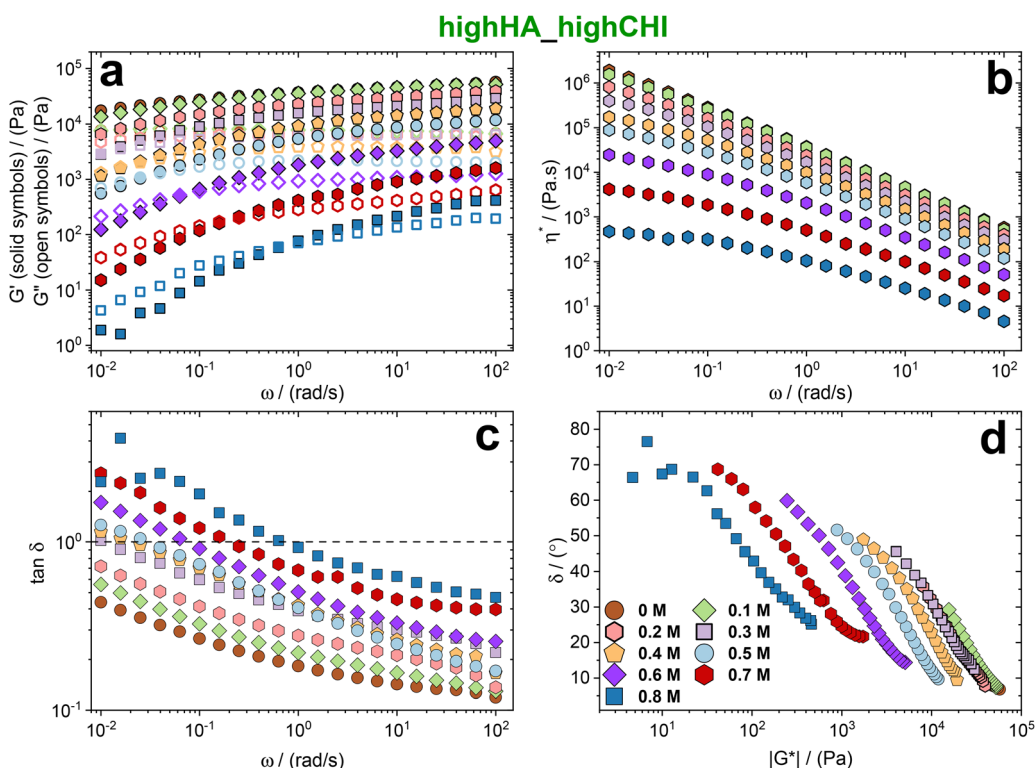 highHA_highCHI
a
G' (solid symbols) / (Pa)
G" (open symbols) / (Pa)
10⁵
10⁴
10³
10²
10¹
10⁰
10⁻² 10⁻¹ 10⁰ 10¹ 10²
ω / (rad/s)
b
η* / (Pa.s)
10⁶
10⁵
10⁴
10³
10²
10¹
10⁰
10⁻² 10⁻¹ 10⁰ 10¹ 10²
ω / (rad/s)
c
tan δ
10⁰
10⁻¹
10⁻² 10⁻¹ 10⁰ 10¹ 10²
ω / (rad/s)
d
δ / (°)
80
70
60
50
40
30
20
10
0 M 0.1 M
0.2 M 0.3 M
0.4 M 0.5 M
0.6 M 0.7 M
0.8 M
10¹ 10² 10³ 10⁴ 10⁵
|G*| / (Pa)